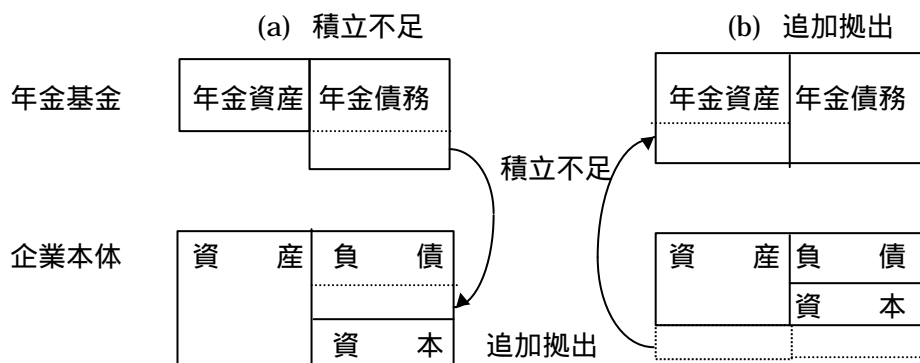 (a) 積立不足 (b) 追加拠出
年金基金 年金資産 年金債務 年金資産 年金債務
積立不足
企業本体 資 産 負 債 資 産 負 債
資 本
資 本 追加拠出